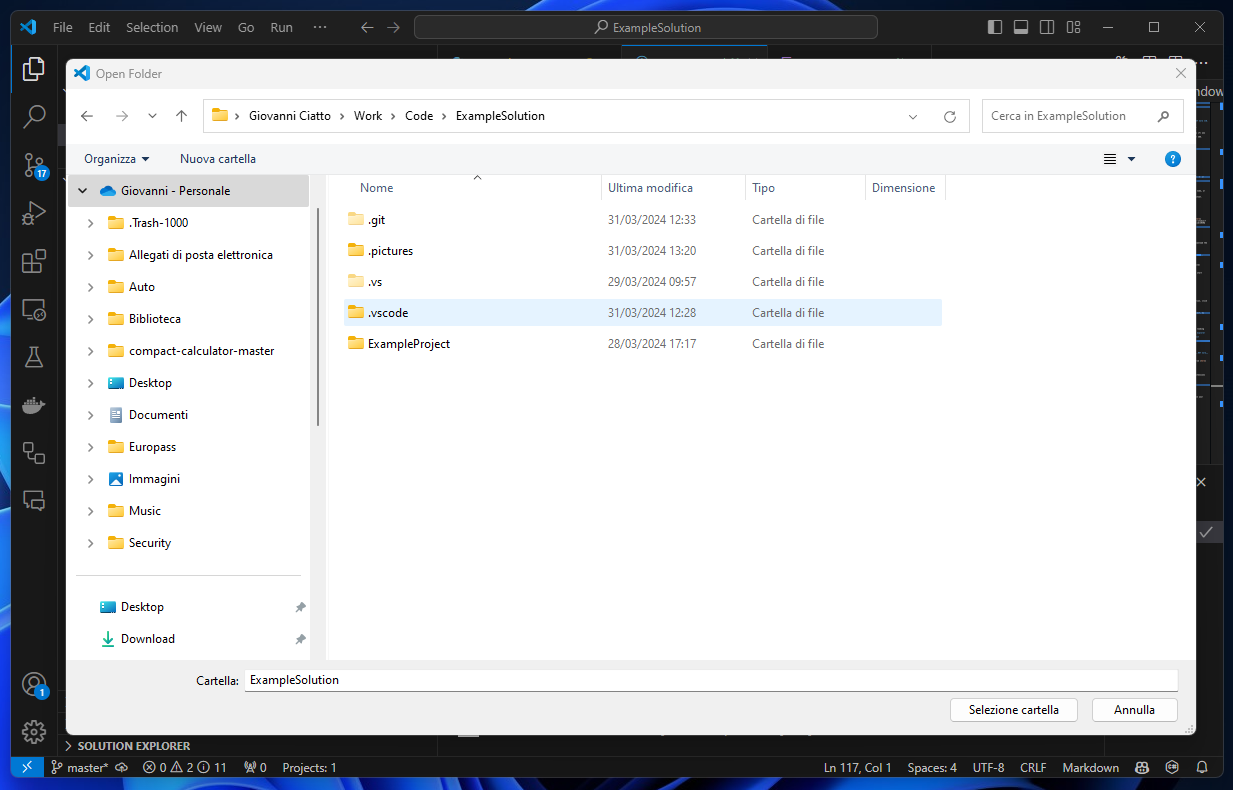 File Edit Selection View Go Run ··· ExampleSolution
Open Folder
Giovanni Ciatto > Work > Code > ExampleSolution Cerca in ExampleSolution
Organizza Nuova cartella
Giovanni - Personale
.Trash-1000
Allegati di posta elettronica
Auto
Biblioteca
compact-calculator-master
Desktop
Documenti
Europass
Immagini
Music
Security
Desktop
Download
Nome Ultima modifica Tipo Dimensione
.git 31/03/2024 12:33 Cartella di file
.pictures 31/03/2024 13:20 Cartella di file
.vs 29/03/2024 09:57 Cartella di file
.vscode 31/03/2024 12:28 Cartella di file
ExampleProject 28/03/2024 17:17 Cartella di file
Cartella: ExampleSolution
Selezione cartella Annulla
17
1
ndow
SOLUTION EXPLORER
master* 0 2 11 0 Projects: 1 Ln 117, Col 1 Spaces: 4 UTF-8 CRLF Markdown